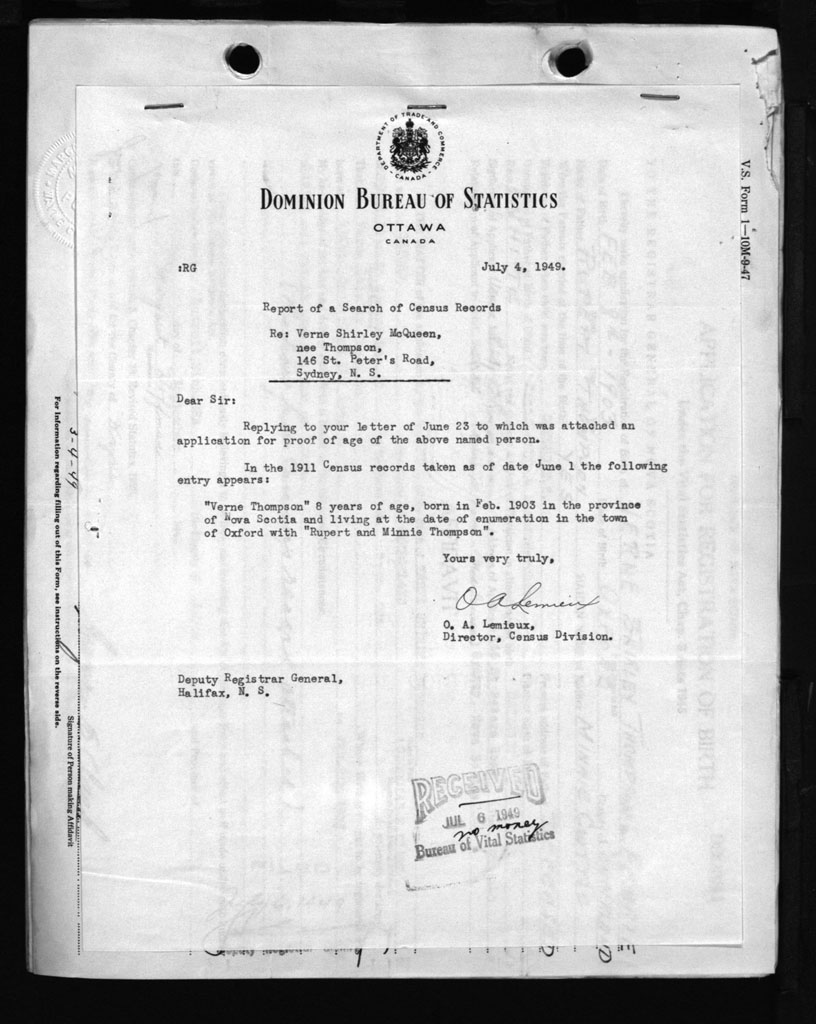 DEPARTMENT OF TRADE AND COMMERCE
CANADA
DOMINION BUREAU OF STATISTICS
OTTAWA
CANADA
:RG July 4, 1949.
Report of a Search of Census Records
Re: Verne Shirley McQueen,
nee Thompson,
146 St. Peter's Road,
Sydney, N. S.
Dear Sir:
Replying to your letter of June 23 to which was attached an
application for proof of age of the above named person.
In the 1911 Census records taken as of date June 1 the following
entry appears:
"Verne Thompson" 8 years of age, born in Feb. 1903 in the province
of Nova Scotia and living at the date of enumeration in the town
of Oxford with "Rupert and Minnie Thompson".
Yours very truly,
O A Lemieux
O. A. Lemieux,
Director, Census Division.
Deputy Registrar General,
Halifax, N. S.
RECEIVED
JUL 6 1949
no money
Bureau of Vital Statistics
V.S. Form 1—10M-9-47
3-4-49
For information regarding filling out of this Form, see instructions on the reverse side.
Signature of Person making Affidavit